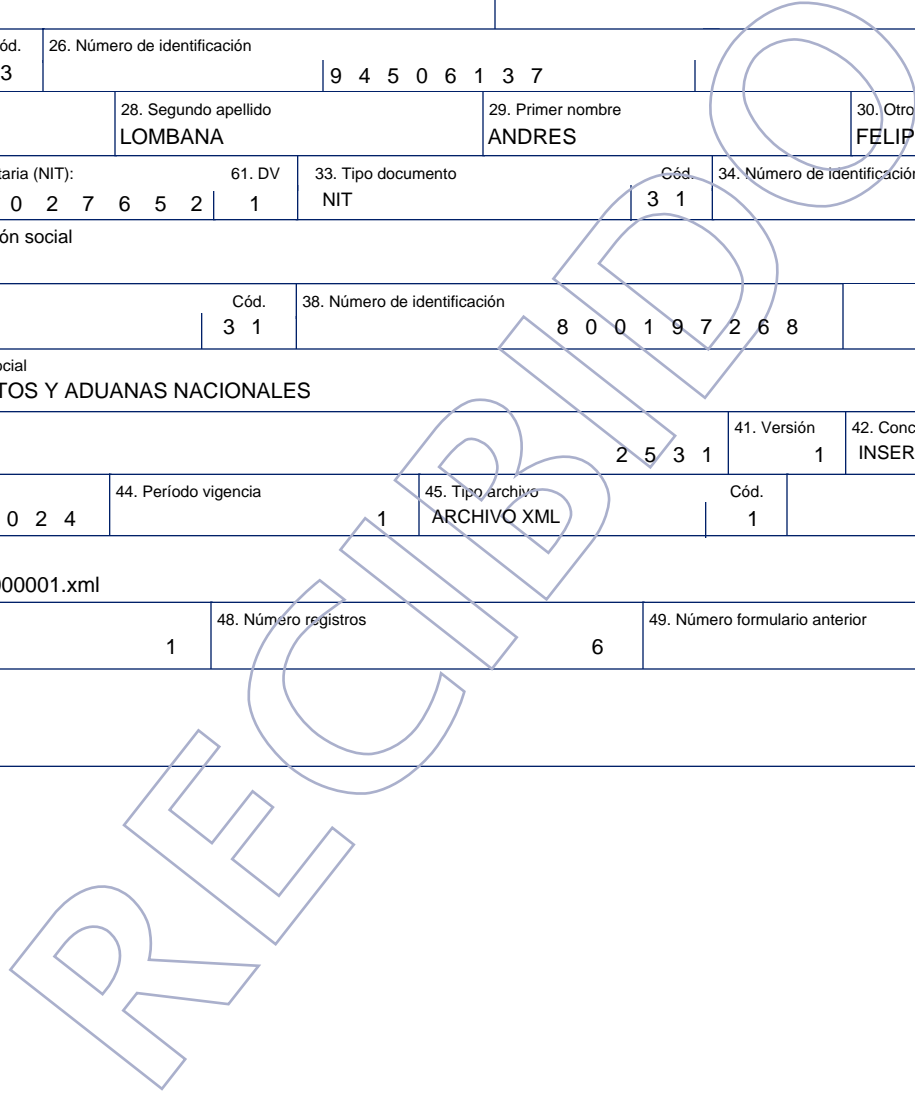 ód. 26. Número de identificación
3 9 4 5 0 6 1 3 7
28. Segundo apellido 29. Primer nombre 30. Otro
LOMBANA ANDRES FELIP
taria (NIT): 61. DV 33. Tipo documento Cód. 34. Número de identificación
0 2 7 6 5 2 1 NIT 3 1
ón social
Cód. 38. Número de identificación
3 1 8 0 0 1 9 7 2 6 8
ocial
TOS Y ADUANAS NACIONALES
41. Versión 42. Conc
2 5 3 1 1 INSER
44. Período vigencia 45. Tipo archivo Cód.
0 2 4 1 ARCHIVO XML 1
000001.xml
48. Número registros 49. Número formulario anterior
1 6
RECIBIDO